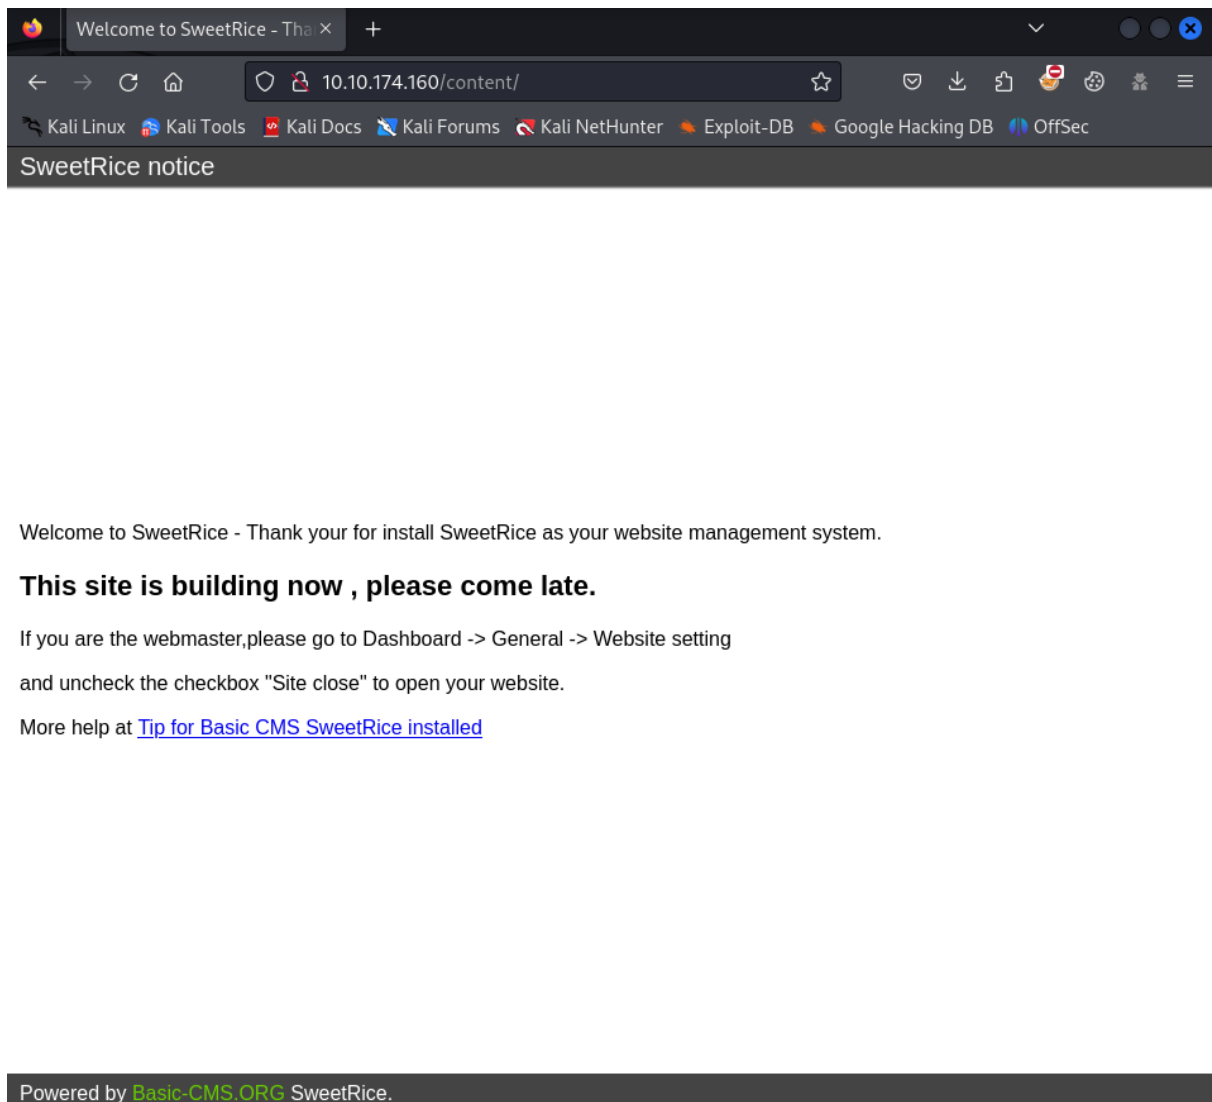 Welcome to SweetRice - Tha
10.10.174.160/content/
Kali Linux Kali Tools Kali Docs Kali Forums Kali NetHunter Exploit-DB Google Hacking DB OffSec
SweetRice notice
Welcome to SweetRice - Thank your for install SweetRice as your website management system.
This site is building now , please come late.
If you are the webmaster,please go to Dashboard -> General -> Website setting
and uncheck the checkbox "Site close" to open your website.
More help at Tip for Basic CMS SweetRice installed
Powered by Basic-CMS.ORG SweetRice.